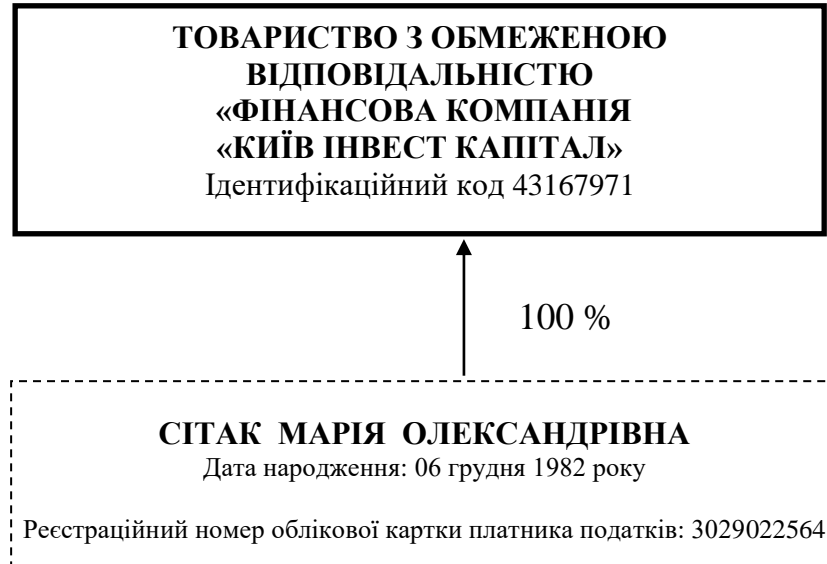 ТОВАРИСТВО З ОБМЕЖЕНОЮ
ВІДПОВІДАЛЬНІСТЮ
«ФІНАНСОВА КОМПАНІЯ
«КИЇВ ІНВЕСТ КАПІТАЛ»
Ідентифікаційний код 43167971
100 %
СІТАК МАРІЯ ОЛЕКСАНДРІВНА
Дата народження: 06 грудня 1982 року
Реєстраційний номер облікової картки платника податків: 3029022564